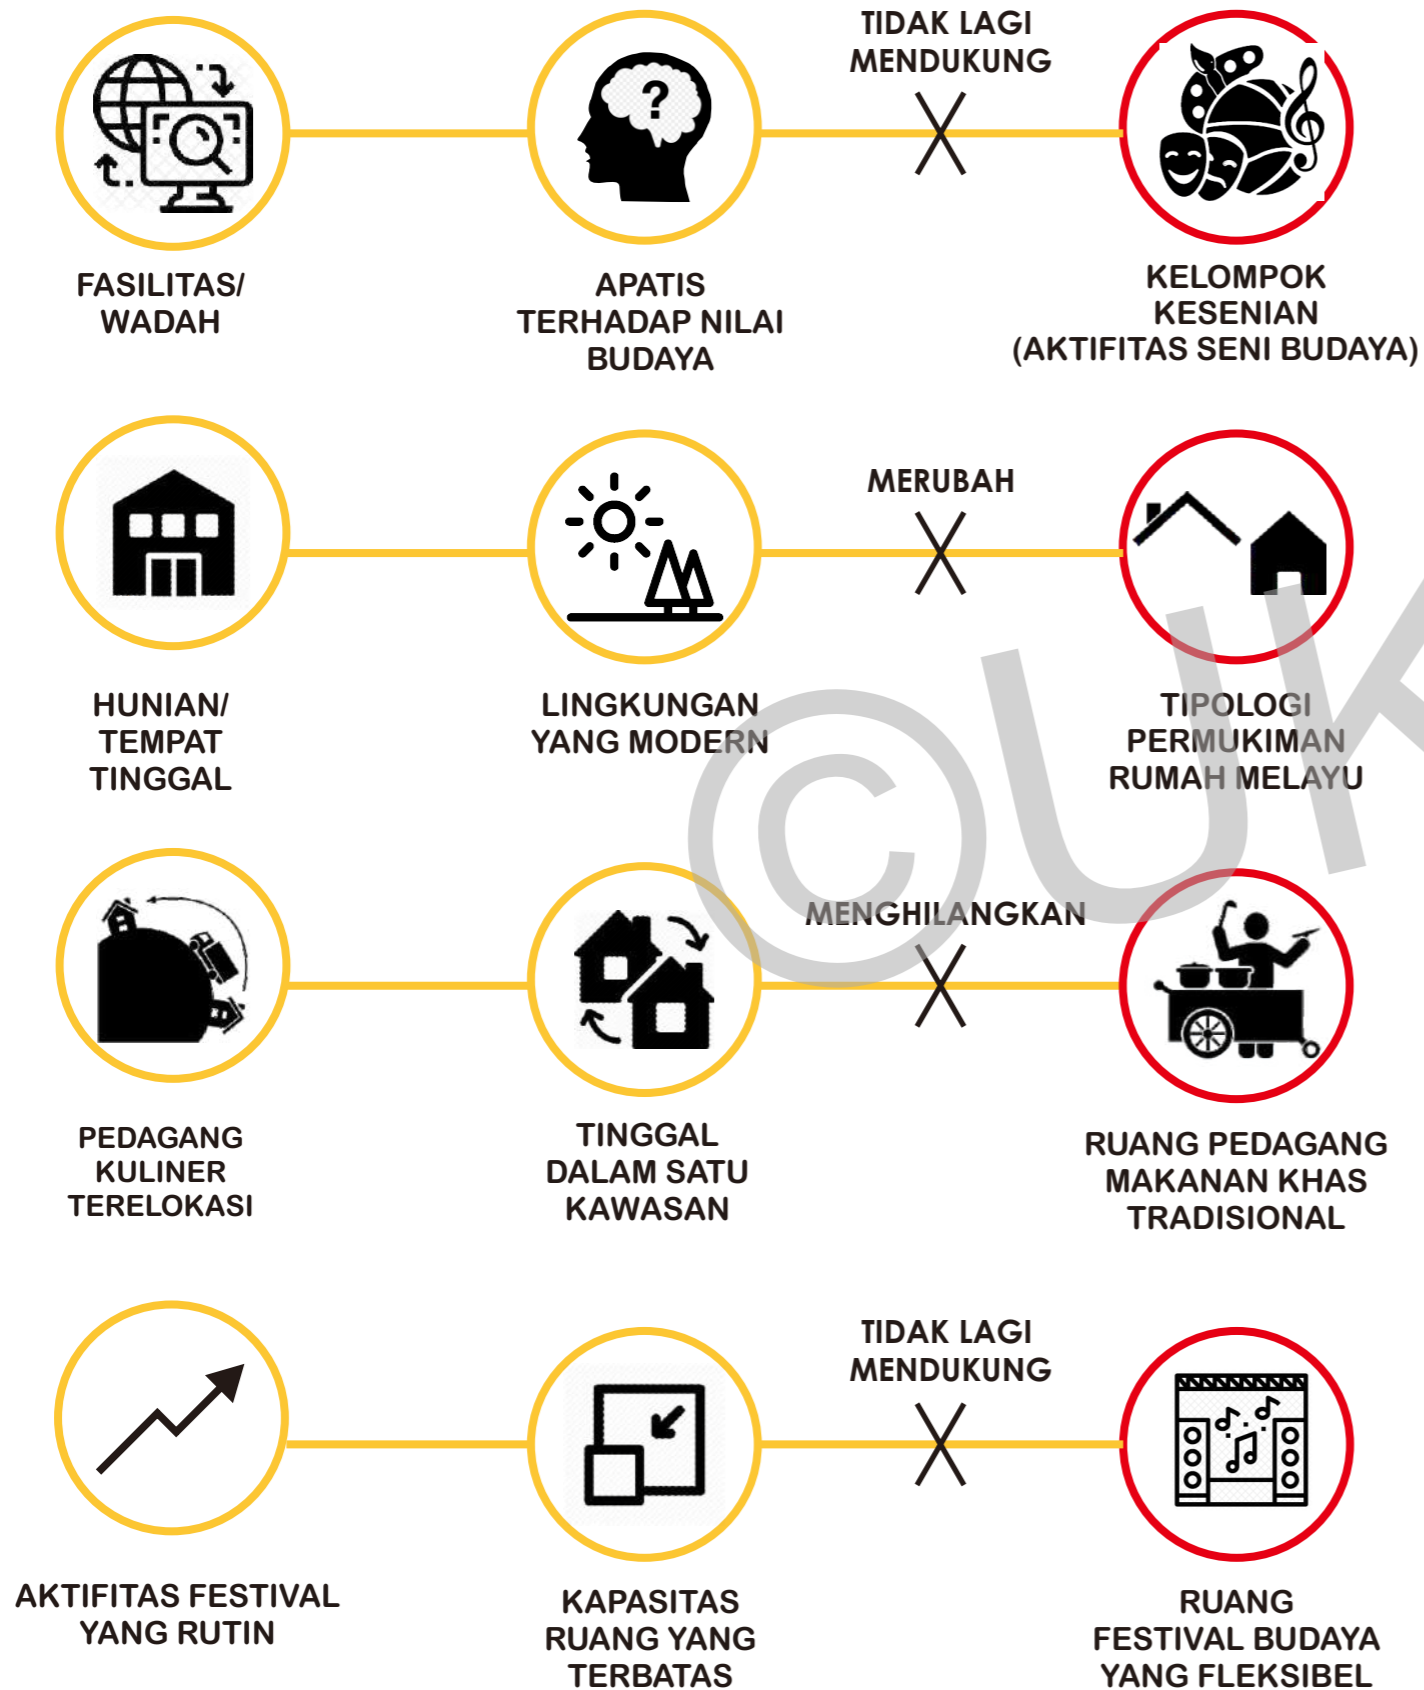 TIDAK LAGI
MENDUKUNG
?
FASILITAS/
WADAH
APATIS
TERHADAP NILAI
BUDAYA
KELOMPOK
KESENIAN
(AKTIFITAS SENI BUDAYA)
MERUBAH
HUNIAN/
TEMPAT
TINGGAL
LINGKUNGAN
YANG MODERN
TIPOLOGI
PERMUKIMAN
RUMAH MELAYU
MENGHILANGKAN
PEDAGANG
KULINER
TERELOKASI
TINGGAL
DALAM SATU
KAWASAN
RUANG PEDAGANG
MAKANAN KHAS
TRADISIONAL
TIDAK LAGI
MENDUKUNG
AKTIFITAS FESTIVAL
YANG RUTIN
KAPASITAS
RUANG YANG
TERBATAS
RUANG
FESTIVAL BUDAYA
YANG FLEKSIBEL
©UK